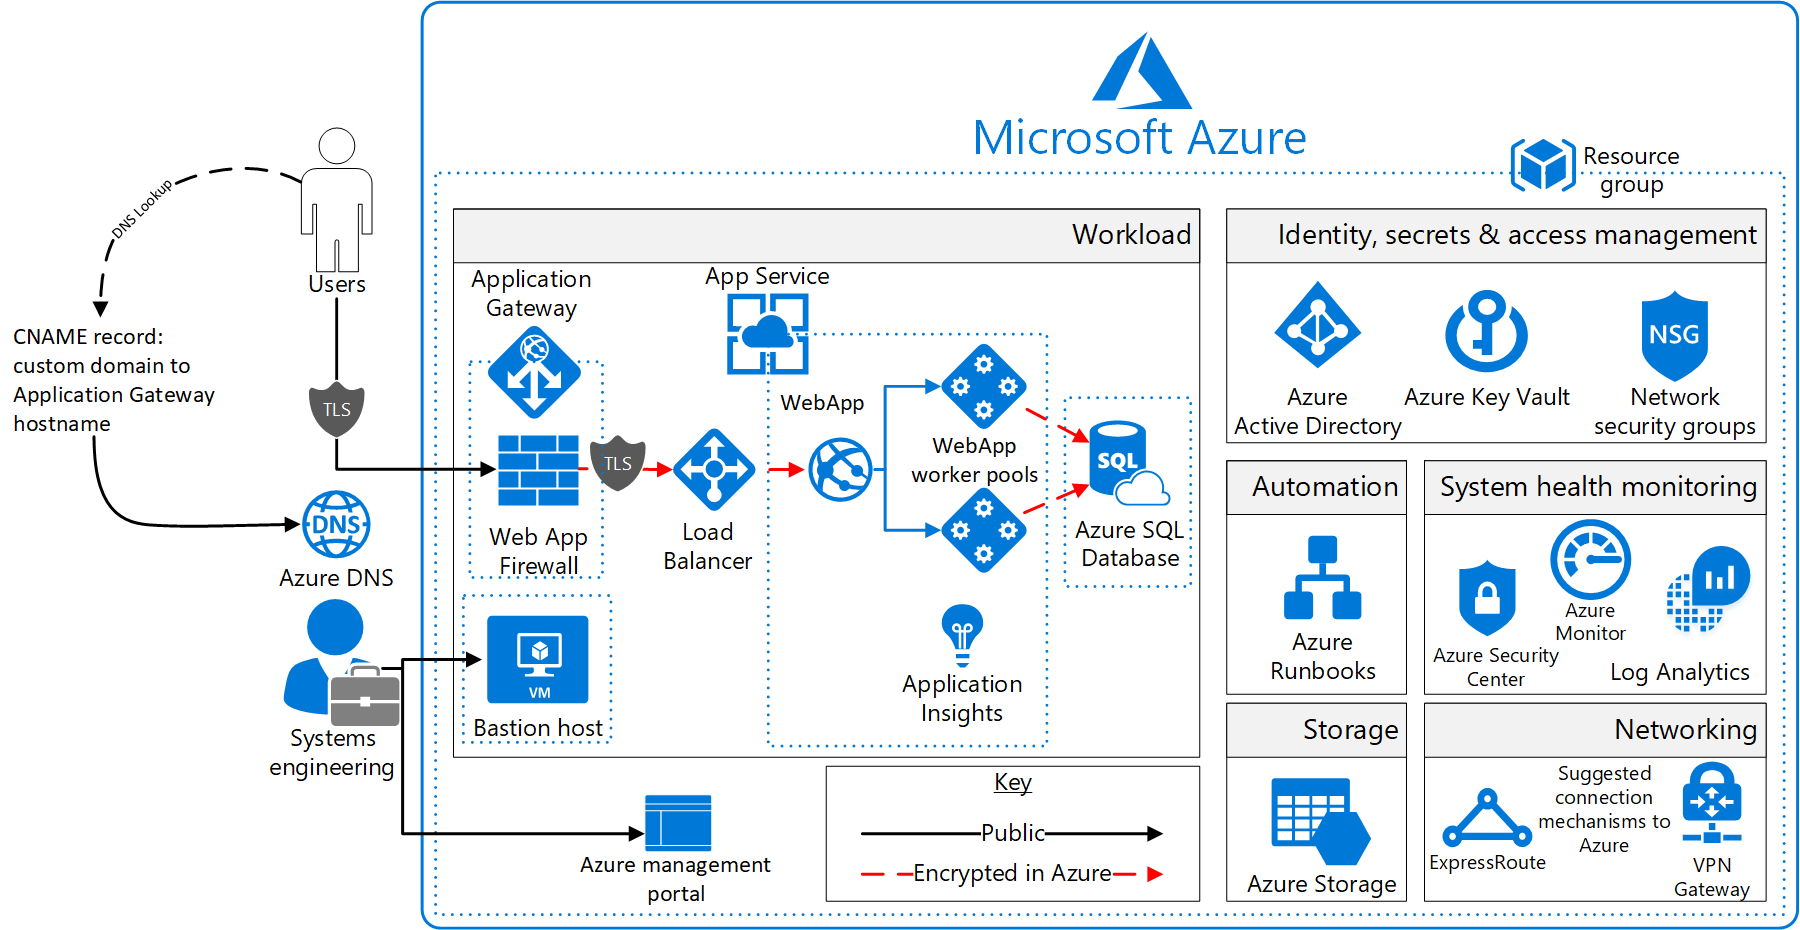 Microsoft Azure
Resource
group
DNS Lookup
Users
CNAME record:
custom domain to
Application Gateway
hostname
TLS
DNS
Azure DNS
Systems
engineering
Workload
Application
Gateway
App Service
Web App
Firewall
TLS
Load
Balancer
WebApp
WebApp
worker pools
SQL
Azure SQL
Database
VM
Bastion host
Application
Insights
Azure management
portal
Key
Public
Encrypted in Azure
Identity, secrets & access management
Azure
Active Directory
Azure Key Vault
NSG
Network
security groups
Automation
Azure
Runbooks
System health monitoring
Azure Security
Center
Azure
Monitor
Log Analytics
Storage
Azure Storage
Networking
ExpressRoute
Suggested
connection
mechanisms to
Azure
VPN
Gateway